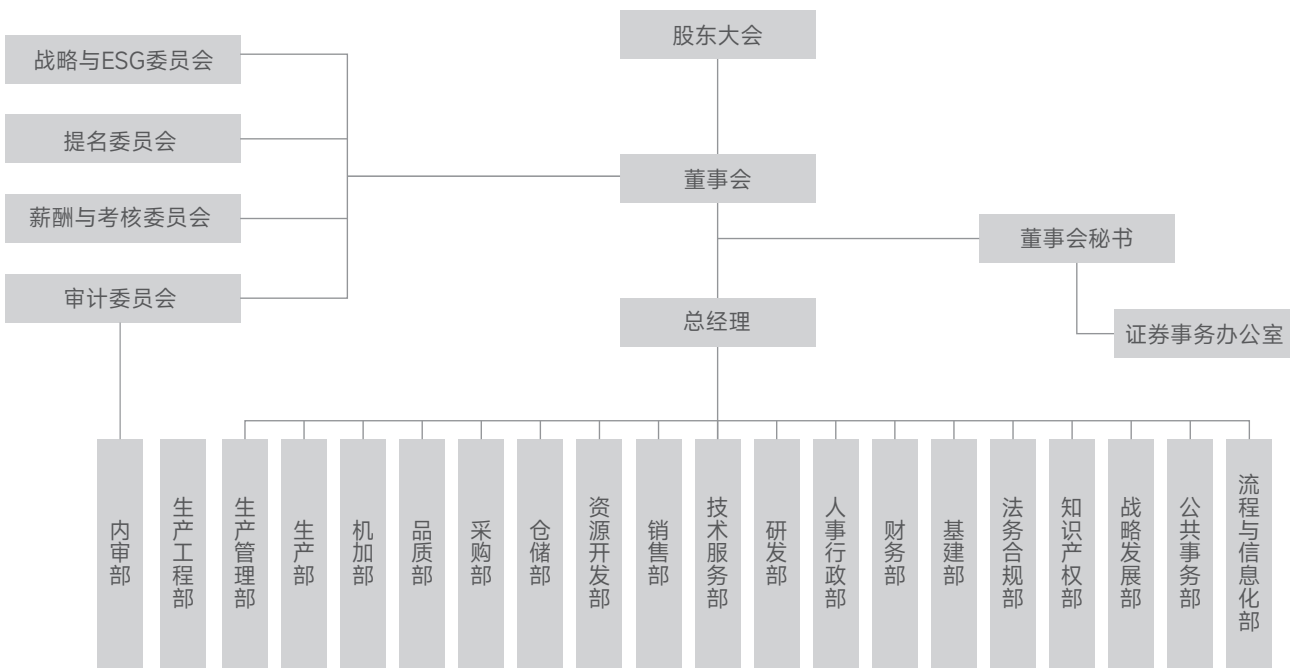 股东大会
战略与ESG委员会
提名委员会
董事会
薪酬与考核委员会
董事会秘书
审计委员会
总经理
证券事务办公室
内审部
生产工程部
生产管理部
生产部
机加部
品质部
采购部
仓储部
资源开发部
销售部
技术服务部
研发部
人事行政部
财务部
基建部
法务合规部
知识产权部
战略发展部
公共事务部
流程与信息化部